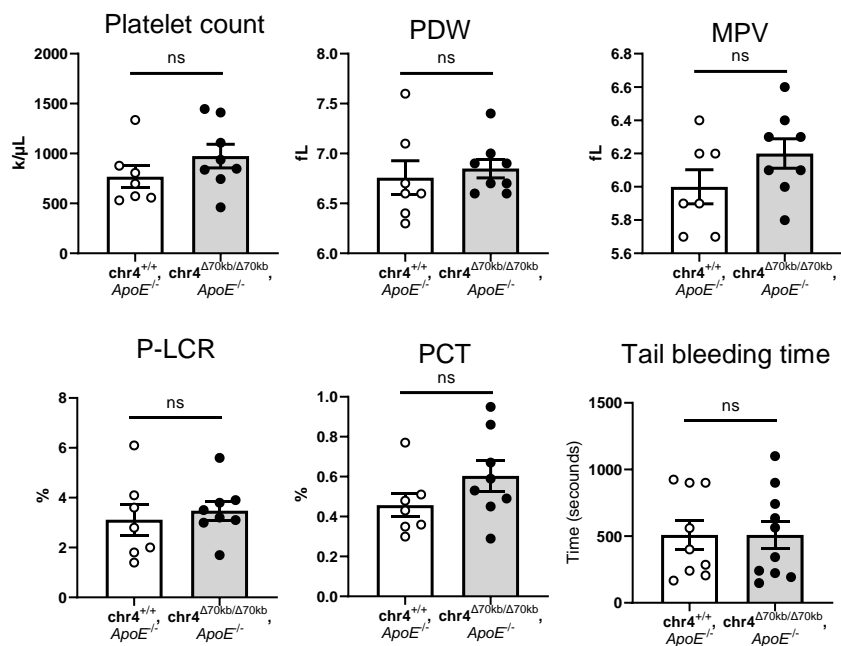 Platelet count
ns
2000
1500
1000
500
0
k/µL
chr4+/+, chr4Δ70kb/Δ70kb,
ApoE-/- ApoE-/-
PDW
ns
8.0
7.5
7.0
6.5
6.0
fL
chr4+/+, chr4Δ70kb/Δ70kb,
ApoE-/- ApoE-/-
MPV
ns
6.8
6.6
6.4
6.2
6.0
5.8
5.6
fL
chr4+/+, chr4Δ70kb/Δ70kb,
ApoE-/- ApoE-/-
P-LCR
ns
8
6
4
2
0
%
chr4+/+, chr4Δ70kb/Δ70kb,
ApoE-/- ApoE-/-
PCT
ns
1.0
0.8
0.6
0.4
0.2
0.0
%
chr4+/+, chr4Δ70kb/Δ70kb,
ApoE-/- ApoE-/-
Tail bleeding time
ns
1500
1000
500
0
Time (secounds)
chr4+/+, chr4Δ70kb/Δ70kb,
ApoE-/- ApoE-/-